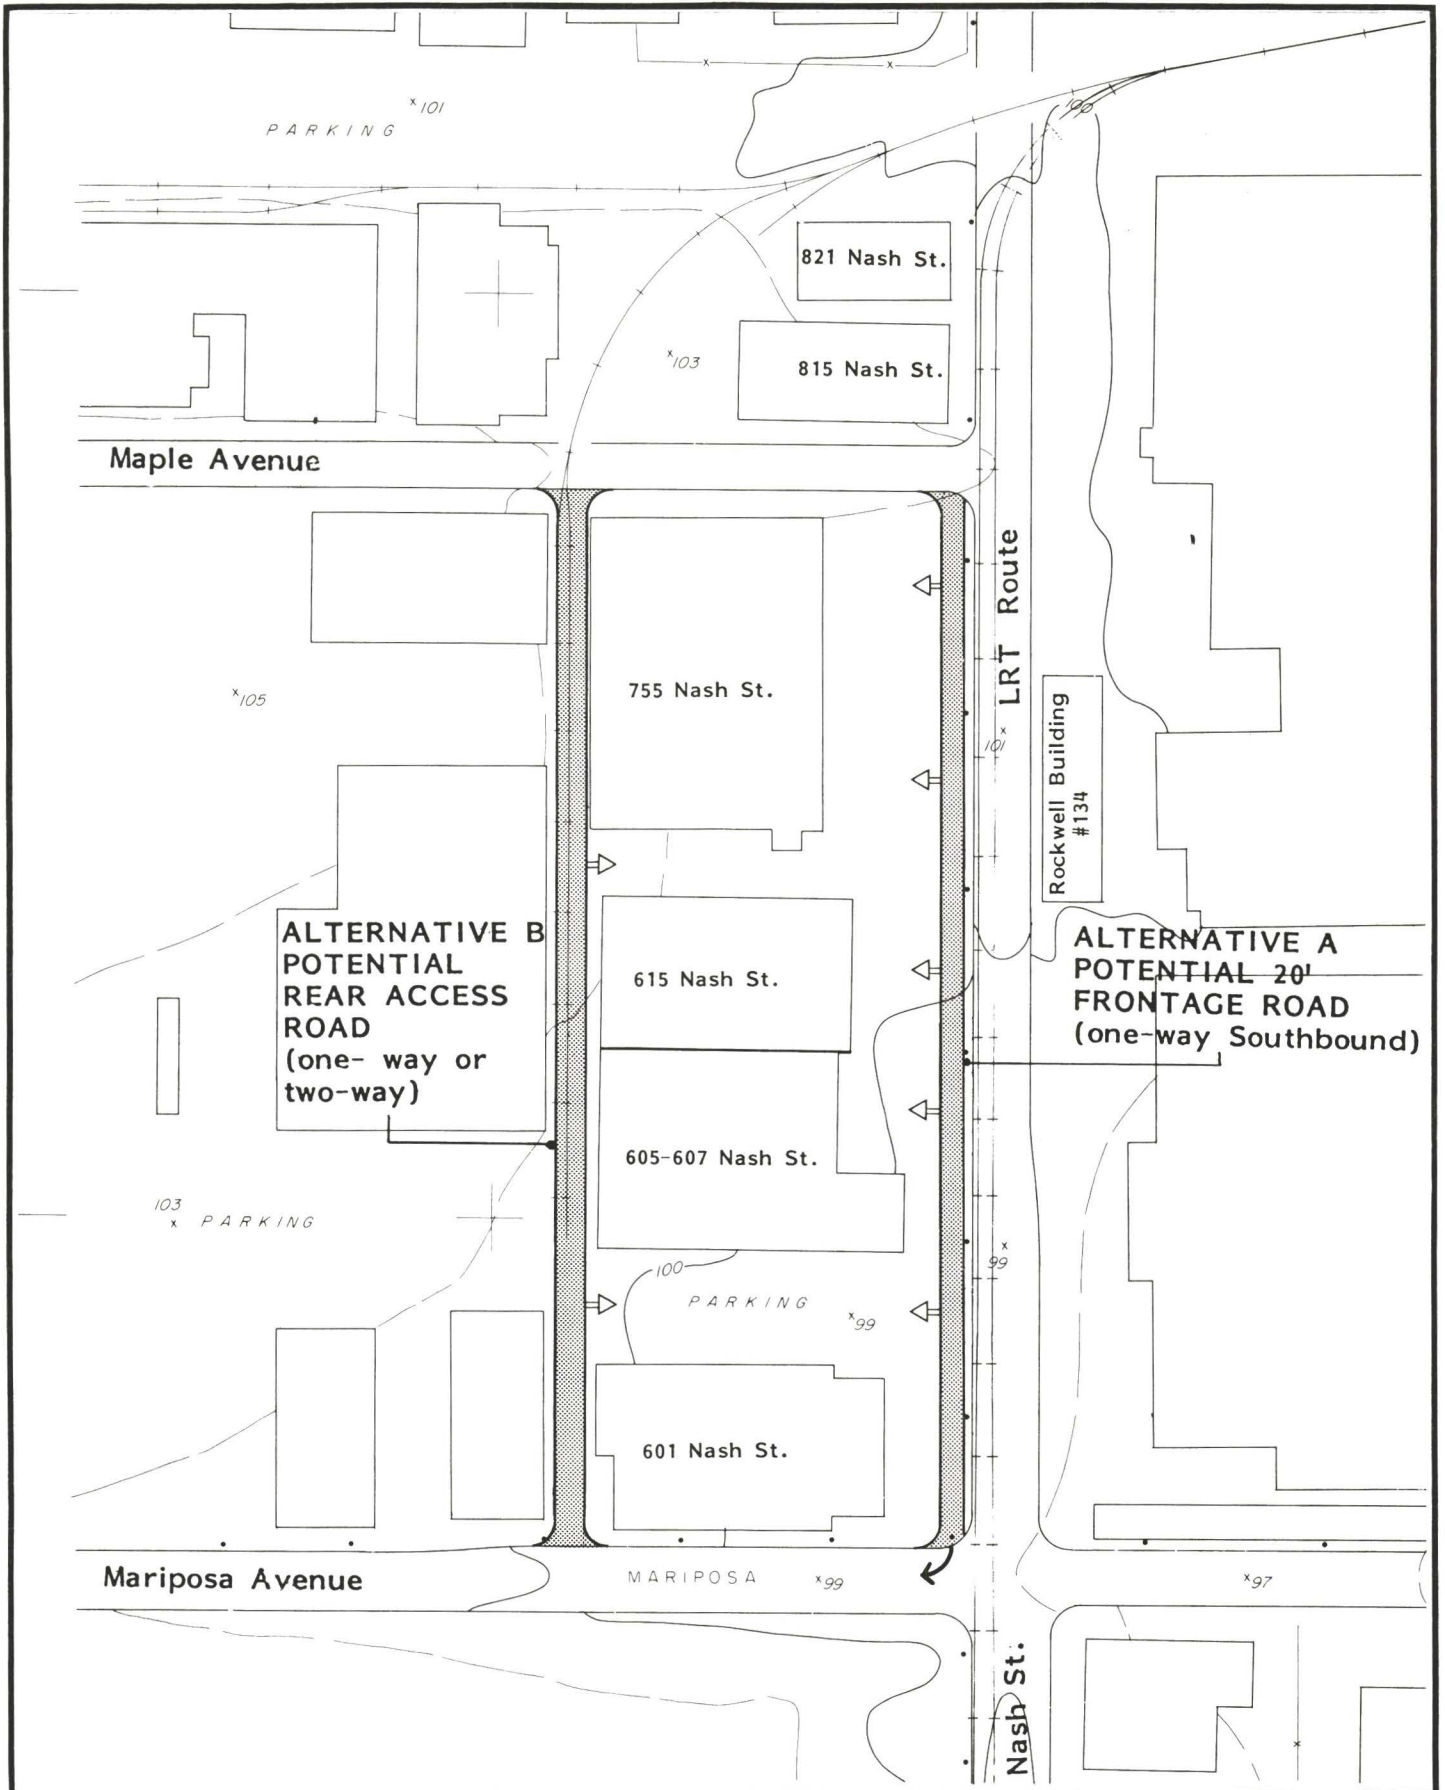 x 101
PARKING
821 Nash St.
x 103
815 Nash St.
Maple Avenue
LRT Route
755 Nash St.
x 105
x 101
Rockwell Building
#134
ALTERNATIVE B
POTENTIAL
REAR ACCESS
ROAD
(one- way or
two-way)
615 Nash St.
ALTERNATIVE A
POTENTIAL 20'
FRONTAGE ROAD
(one-way Southbound)
605-607 Nash St.
103
x PARKING
x 99
100
PARKING
x 99
601 Nash St.
Mariposa Avenue
MARIPOSA x 99
x 97
Nash St.